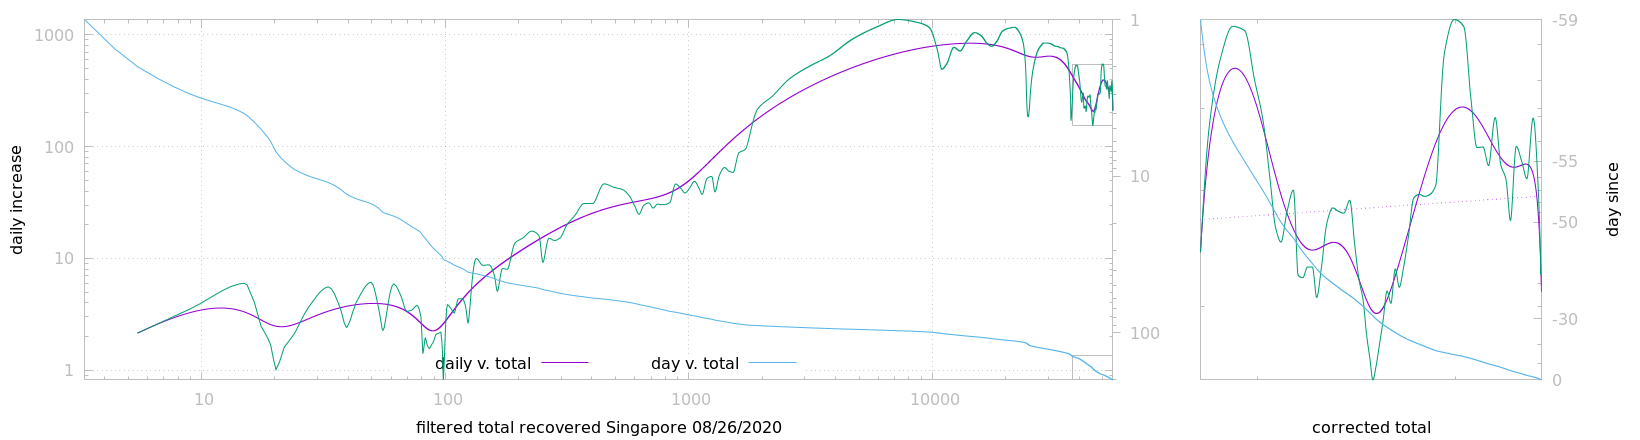 1000
100
10
1
daily increase
10
100
1000
10000
filtered total recovered Singapore 08/26/2020
daily v. total
day v. total
1
10
100
-59
-55
-50
-30
0
day since
corrected total